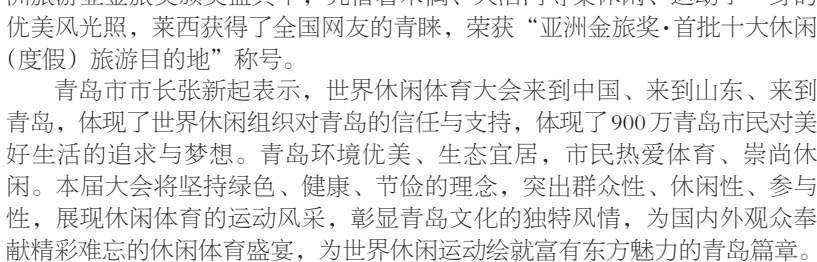 优美风光照，莱西获得了全国网友的青睐，荣获“亚洲金旅奖·首批十大休闲
（度假）旅游目的地”称号。
青岛市市长张新起表示，世界休闲体育大会来到中国、来到山东、来到
青岛，体现了世界休闲组织对青岛的信任与支持，体现了900万青岛市民对美
好生活的追求与梦想。青岛环境优美、生态宜居，市民热爱体育、崇尚休
闲。本届大会将坚持绿色、健康、节俭的理念，突出群众性、休闲性、参与
性，展现休闲体育的运动风采，彰显青岛文化的独特风情，为国内外观众奉
献精彩难忘的休闲体育盛宴，为世界休闲运动绘就富有东方魅力的青岛篇章。